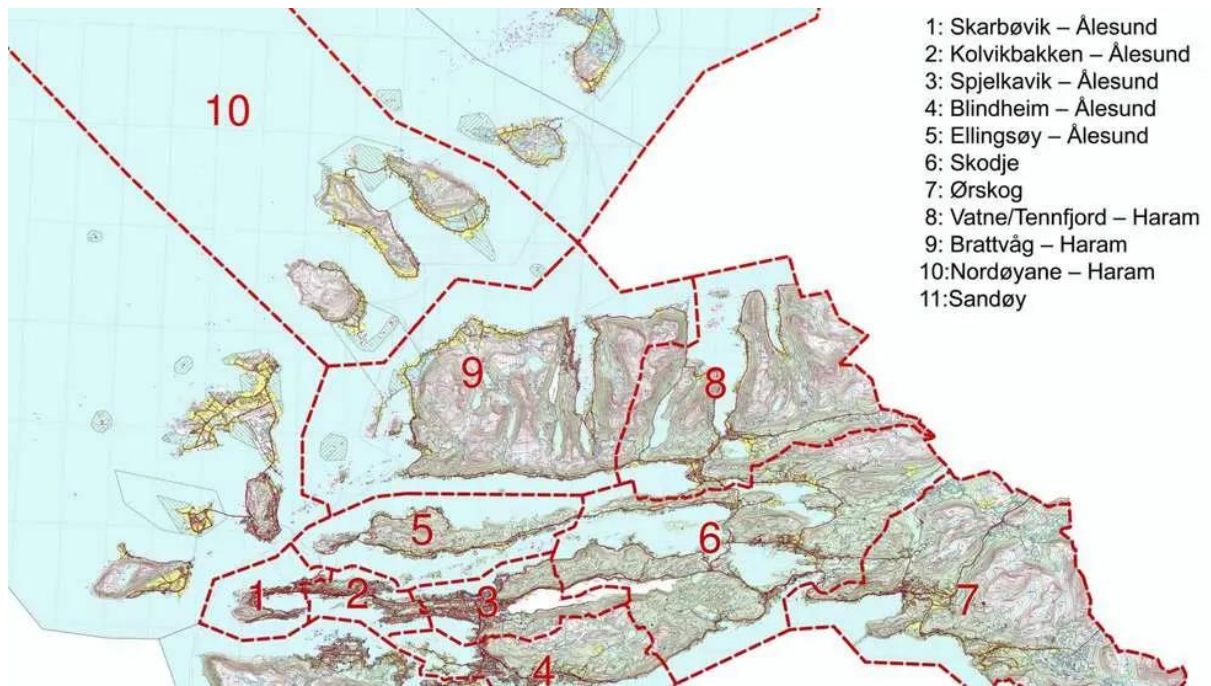 1: Skarbøvik – Ålesund
2: Kolvikbakken – Ålesund
3: Spjelkavik – Ålesund
4: Blindheim – Ålesund
5: Ellingsøy – Ålesund
6: Skodje
7: Ørskog
8: Vatne/Tennfjord – Haram
9: Brattvåg – Haram
10:Nordøyane – Haram
11:Sandøy
10
9
8
5
6
1
2
3
7
4